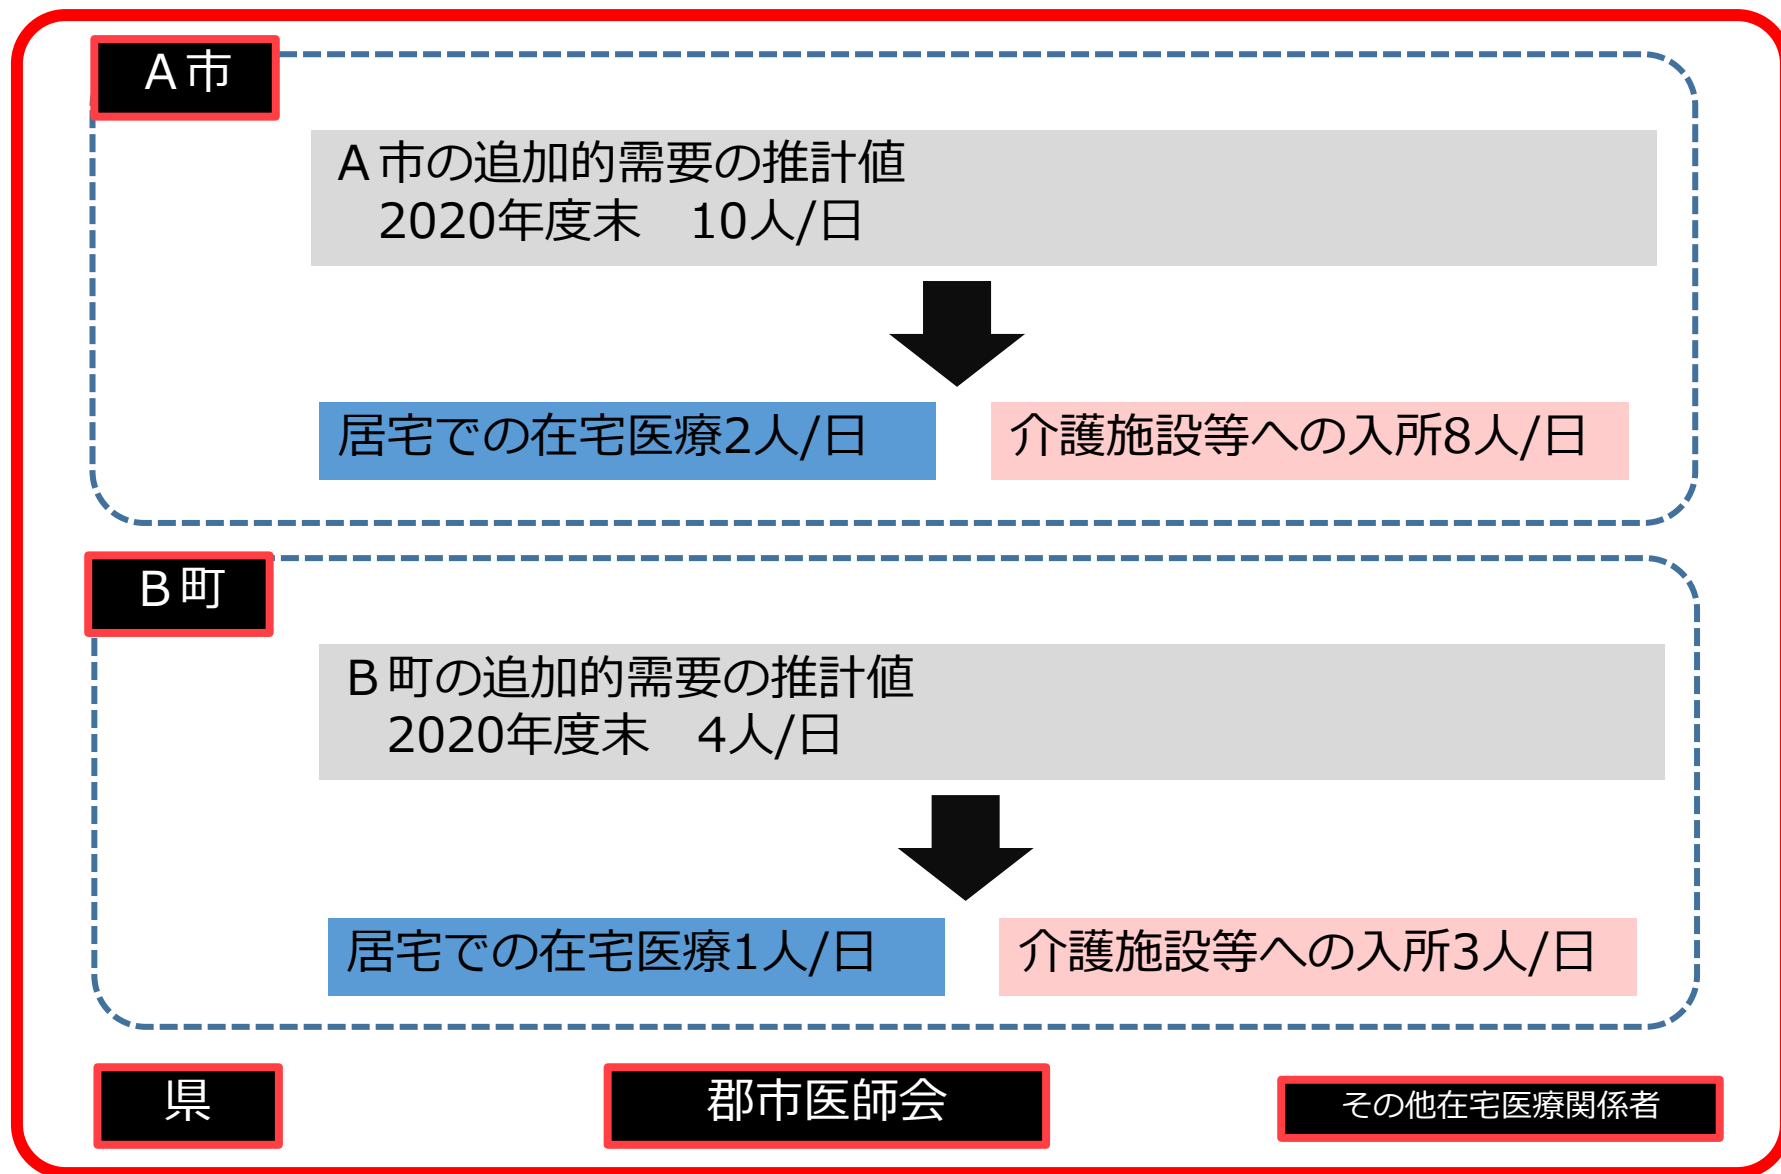 Ａ市
Ａ市の追加的需要の推計値
2020年度末　10人/日
居宅での在宅医療2人/日
介護施設等への入所8人/日
Ｂ町
Ｂ町の追加的需要の推計値
2020年度末　4人/日
居宅での在宅医療1人/日
介護施設等への入所3人/日
県
郡市医師会
その他在宅医療関係者